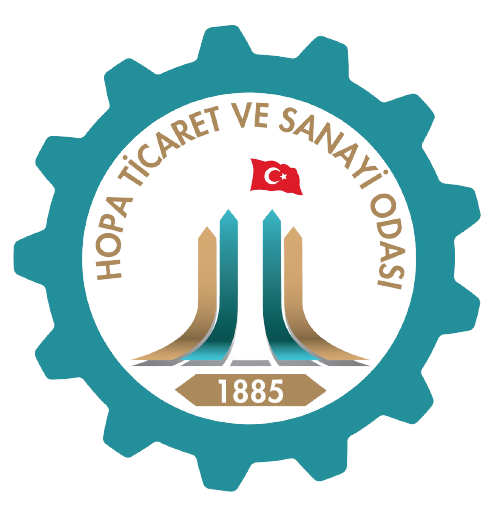 HOPA TİCARET VE SANAYİ ODASI
1885